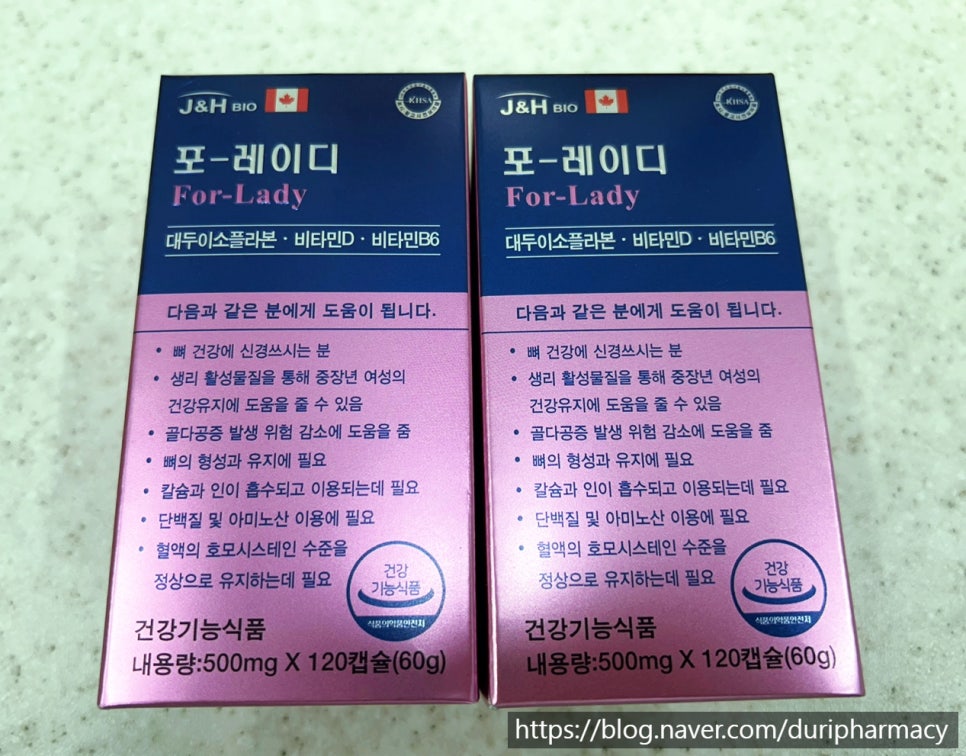 J&H BIO
KHSA
포-레이디
For-Lady
대두이소플라본 · 비타민D · 비타민B6
다음과 같은 분에게 도움이 됩니다.
• 뼈 건강에 신경쓰시는 분
• 생리 활성물질을 통해 중장년 여성의
건강유지에 도움을 줄 수 있음
• 골다공증 발생 위험 감소에 도움을 줌
• 뼈의 형성과 유지에 필요
• 칼슘과 인이 흡수되고 이용되는데 필요
• 단백질 및 아미노산 이용에 필요
• 혈액의 호모시스테인 수준을
정상으로 유지하는데 필요
건강
기능식품
식품의약품안전처
건강기능식품
내용량:500mg X 120캡슐(60g)
J&H BIO
KHSA
포-레이디
For-Lady
대두이소플라본 · 비타민D · 비타민B6
다음과 같은 분에게 도움이 됩니다.
• 뼈 건강에 신경쓰시는 분
• 생리 활성물질을 통해 중장년 여성의
건강유지에 도움을 줄 수 있음
• 골다공증 발생 위험 감소에 도움을 줌
• 뼈의 형성과 유지에 필요
• 칼슘과 인이 흡수되고 이용되는데 필요
• 단백질 및 아미노산 이용에 필요
• 혈액의 호모시스테인 수준을
정상으로 유지하는데 필요
건강
기능식품
식품의약품안전처
건강기능식품
내용량:500mg X 120캡슐(60g)
https://blog.naver.com/duripharmacy